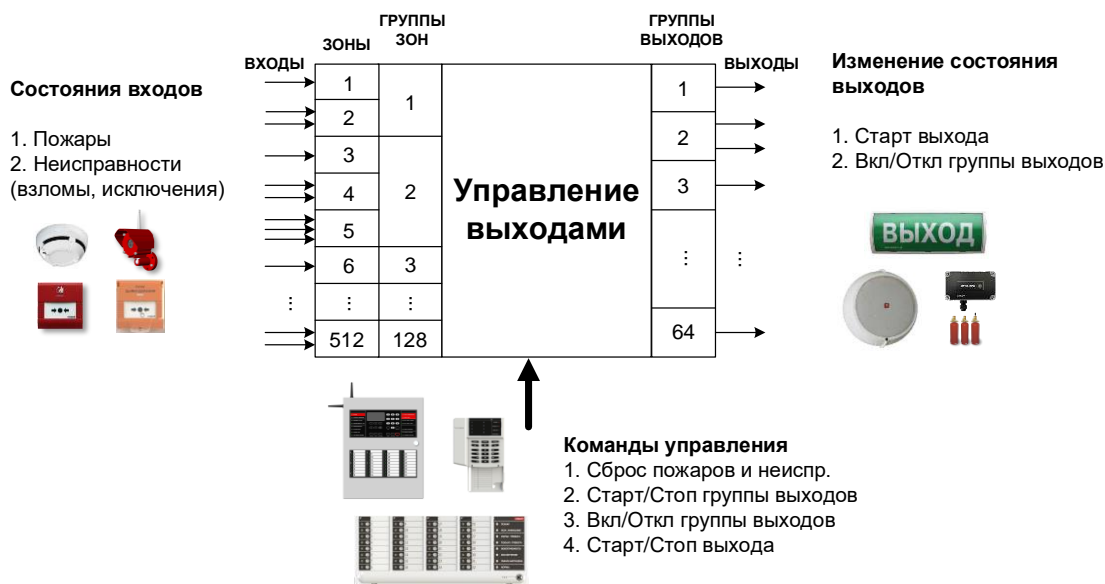 ГРУППЫ
ЗОН
ЗОНЫ
ВХОДЫ
ГРУППЫ
ВЫХОДОВ
ВЫХОДЫ
Состояния входов
1. Пожары
2. Неисправности
(взломы, исключения)
1
2
3
4
5
6
⋮
512
1
2
3
⋮
128
Управление
выходами
1
2
3
⋮
64
Изменение состояния
выходов
1. Старт выхода
2. Вкл/Откл группы выходов
ВЫХОД
Команды управления
1. Сброс пожаров и неиспр.
2. Старт/Стоп группы выходов
3. Вкл/Откл группы выходов
4. Старт/Стоп выхода